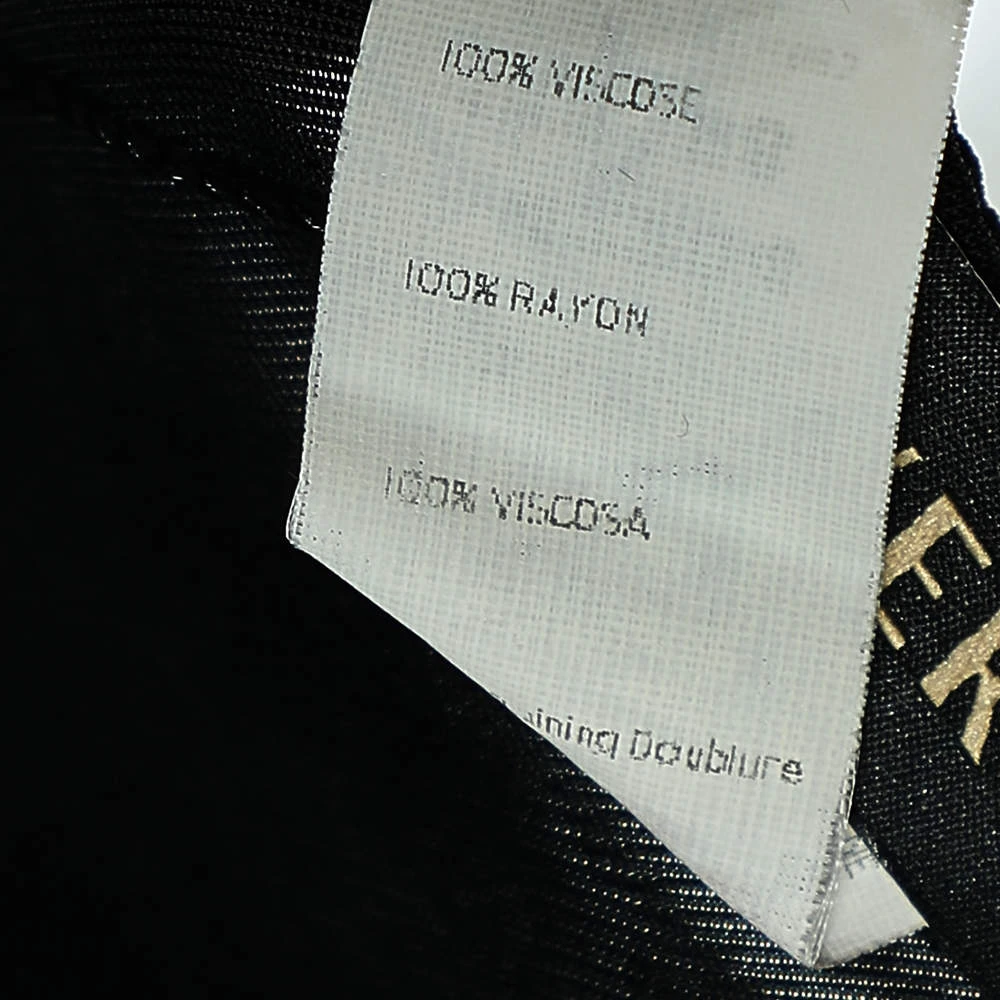 100% VISCOSE
100% RAYON
100% VISCOSA
Doublure